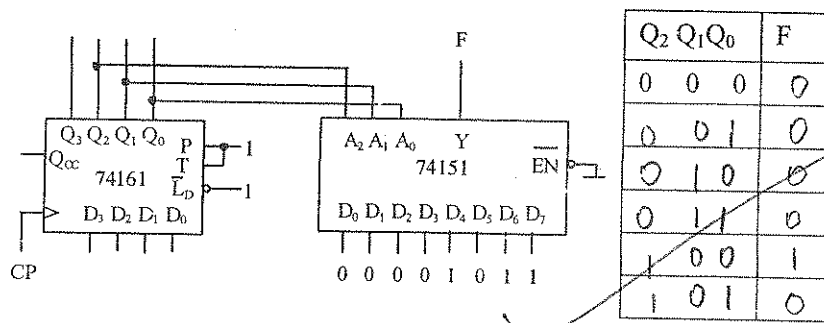 F
Q₃ Q₂ Q₁ Q₀
P
1
T
Q_CC
74161
L̅_D
1
D₃ D₂ D₁ D₀
CP
A₂ A₁ A₀
Y
74151
E̅N̅
D₀ D₁ D₂ D₃ D₄ D₅ D₆ D₇
0 0 0 0 1 0 1 1
Q₂ Q₁Q₀ F
0 0 0 0
0 0 1 0
0 1 0 0
0 1 1 0
1 0 0 1
1 0 1 0